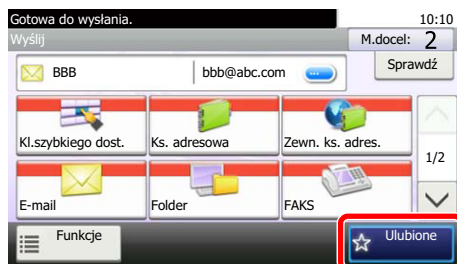 Gotowa do wysłania. 10:10
Wyślij M.docel: 2
BBB bbb@abc.com Sprawdź
Kl.szybkiego dost. Ks. adresowa Zewn. ks. adres.
1/2
E-mail Folder FAKS
Funkcje Ulubione